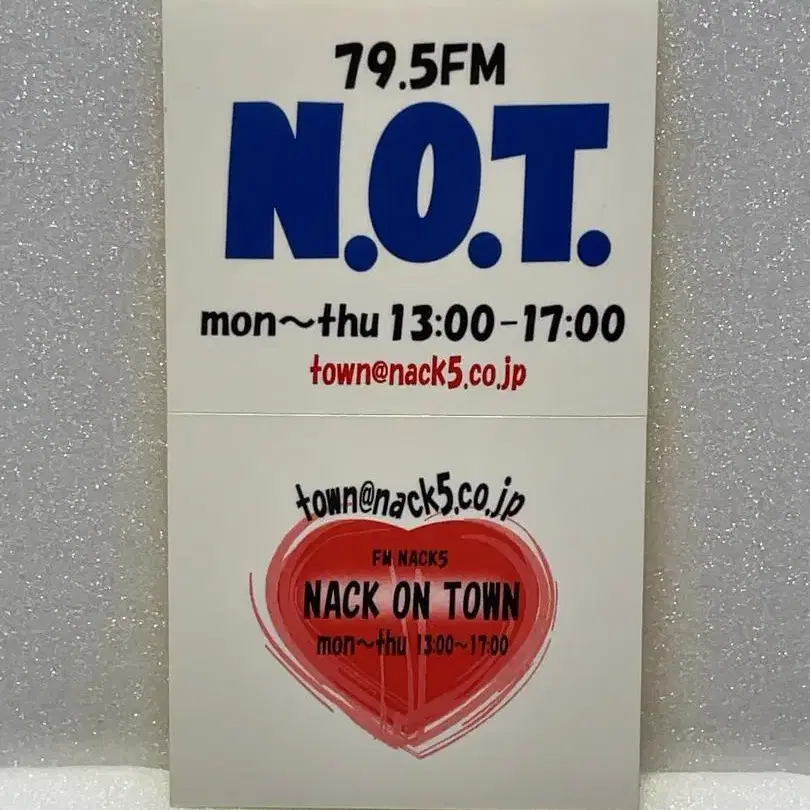 79.5FM
N.O.T.
mon〜thu 13:00-17:00
town@nack5.co.jp
town@nack5.co.jp
FM NACK5
NACK ON TOWN
mon〜thu 13:00〜17:00